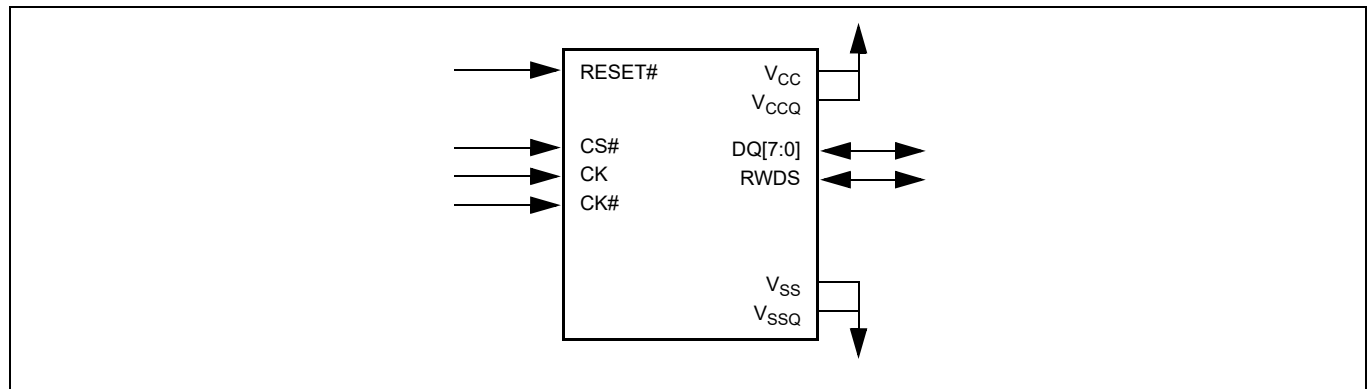 RESET#
CS#
CK
CK#
VCC
VCCQ
DQ[7:0]
RWDS
VSS
VSSQ